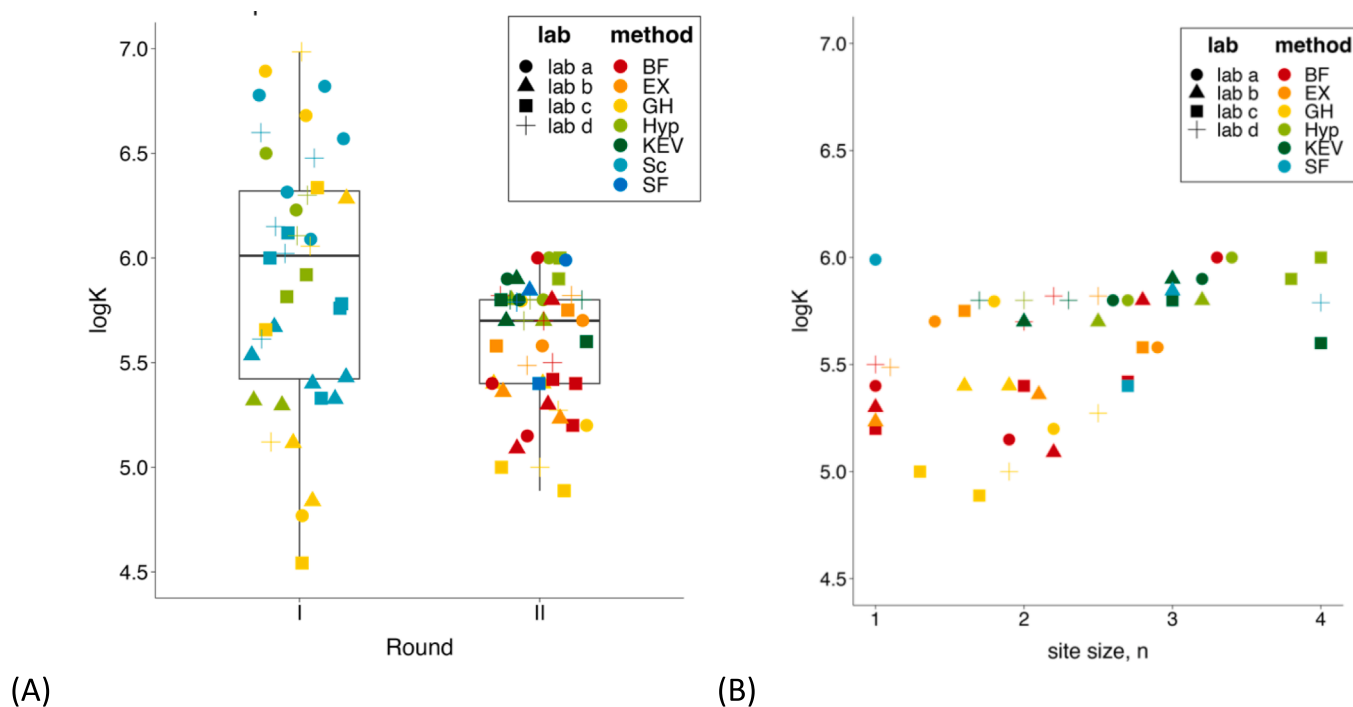 7.0
6.5
6.0
5.5
5.0
4.5
logK
I
II
Round
lab
lab a
lab b
lab c
lab d
method
BF
EX
GH
Hyp
KEV
Sc
SF
(A)
7.0
6.5
6.0
5.5
5.0
4.5
logK
1
2
3
4
site size, n
lab
lab a
lab b
lab c
lab d
method
BF
EX
GH
Hyp
KEV
SF
(B)